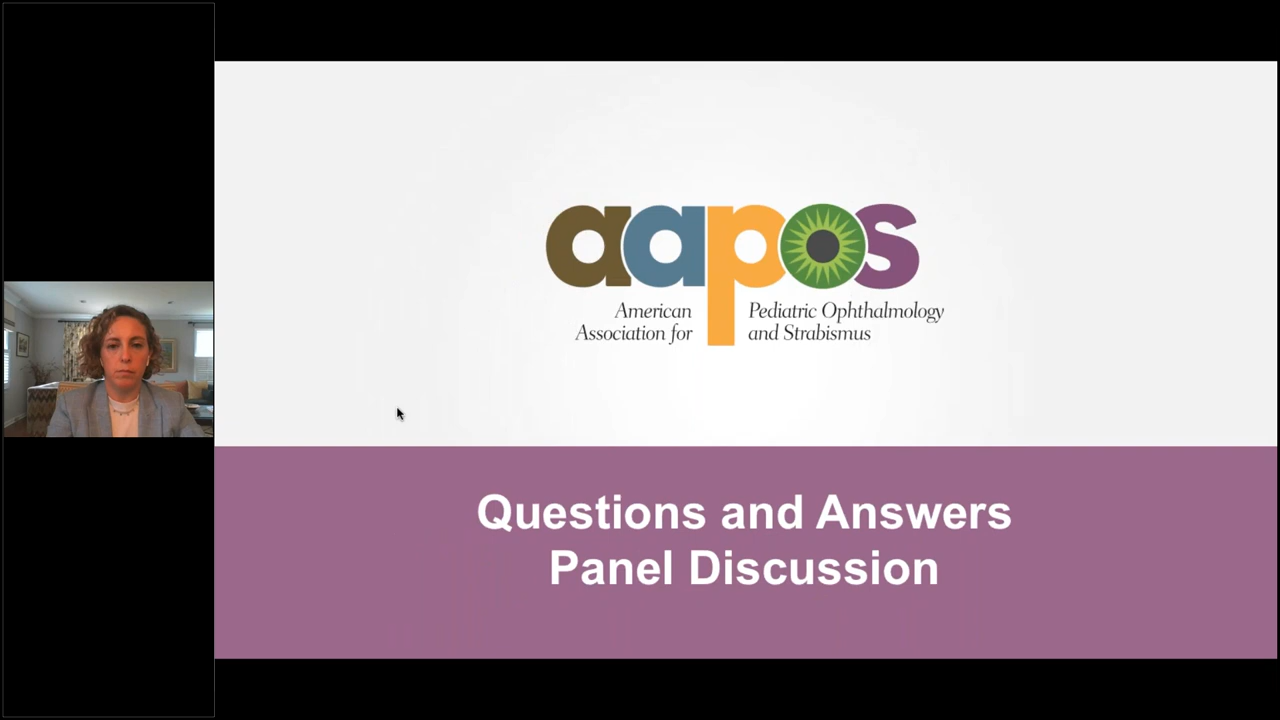 aapos
American
Association for
Pediatric Ophthalmology
and Strabismus
Questions and Answers
Panel Discussion